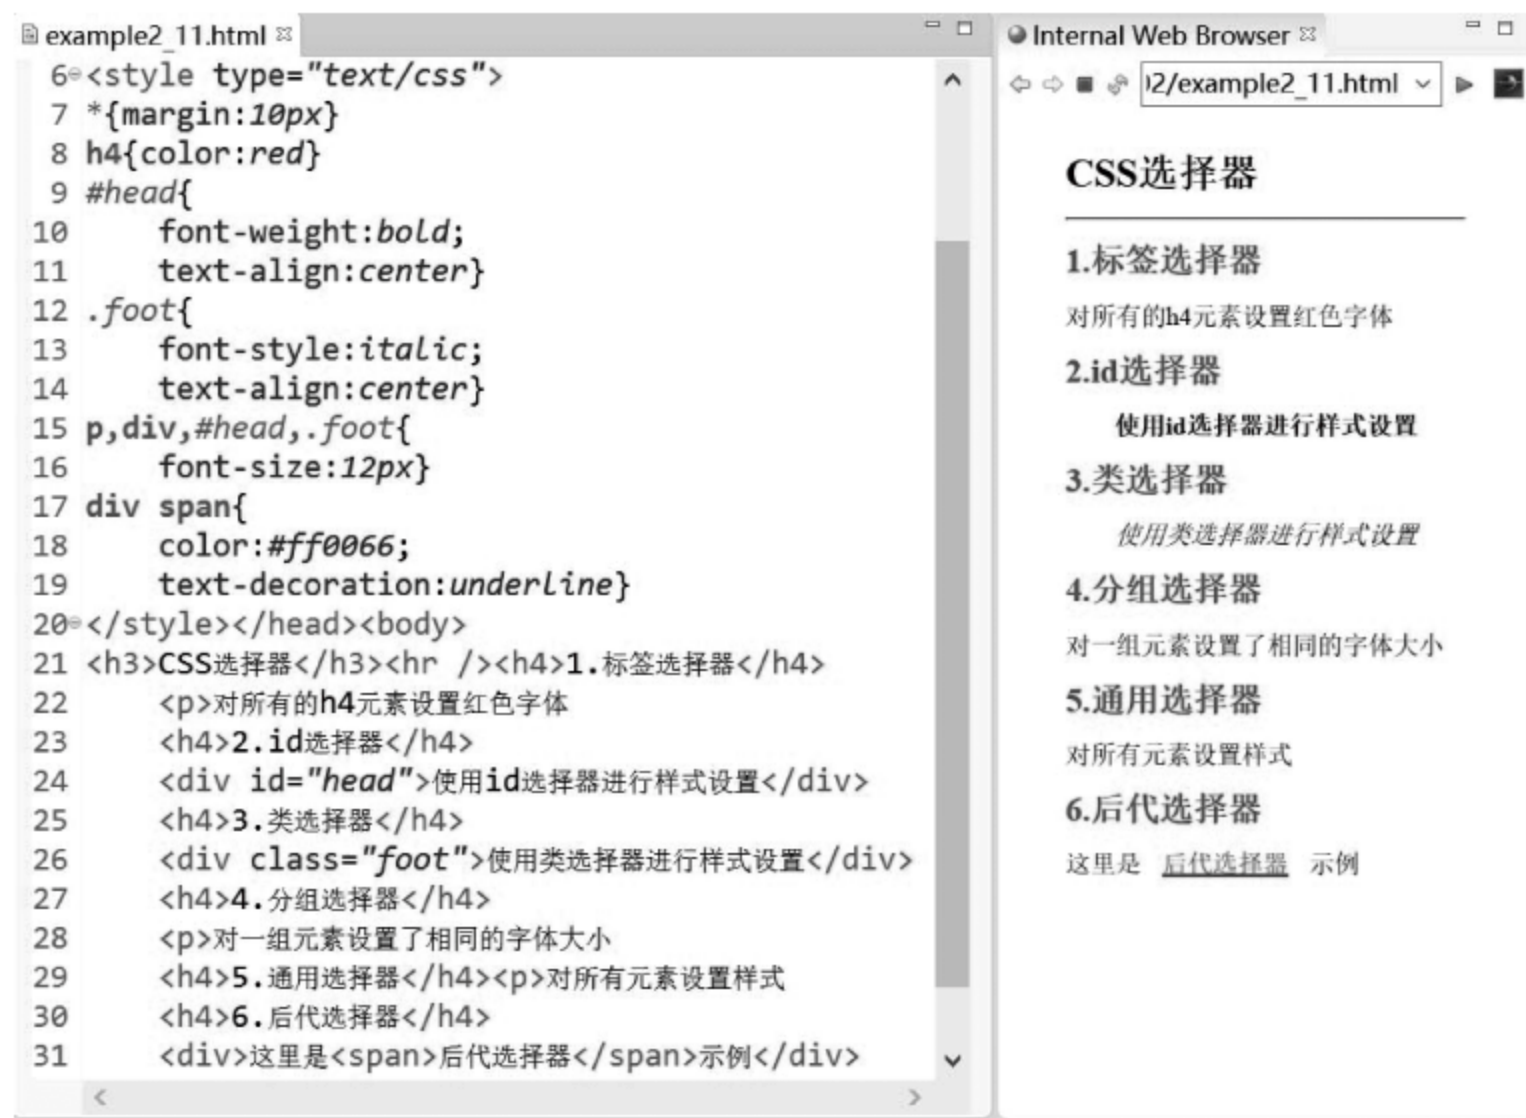 example2_11.html
6 <style type="text/css">
7 *{margin:10px}
8 h4{color:red}
9 #head{
10 font-weight:bold;
11 text-align:center}
12 .foot{
13 font-style:italic;
14 text-align:center}
15 p,div,#head,.foot{
16 font-size:12px}
17 div span{
18 color:#ff0066;
19 text-decoration:underline}
20 </style></head><body>
21 <h3>CSS选择器</h3><hr /><h4>1.标签选择器</h4>
22 <p>对所有的h4元素设置红色字体
23 <h4>2.id选择器</h4>
24 <div id="head">使用id选择器进行样式设置</div>
25 <h4>3.类选择器</h4>
26 <div class="foot">使用类选择器进行样式设置</div>
27 <h4>4.分组选择器</h4>
28 <p>对一组元素设置了相同的字体大小
29 <h4>5.通用选择器</h4><p>对所有元素设置样式
30 <h4>6.后代选择器</h4>
31 <div>这里是<span>后代选择器</span>示例</div>
Internal Web Browser
2/example2_11.html
CSS选择器
1.标签选择器
对所有的h4元素设置红色字体
2.id选择器
使用id选择器进行样式设置
3.类选择器
使用类选择器进行样式设置
4.分组选择器
对一组元素设置了相同的字体大小
5.通用选择器
对所有元素设置样式
6.后代选择器
这里是 后代选择器 示例